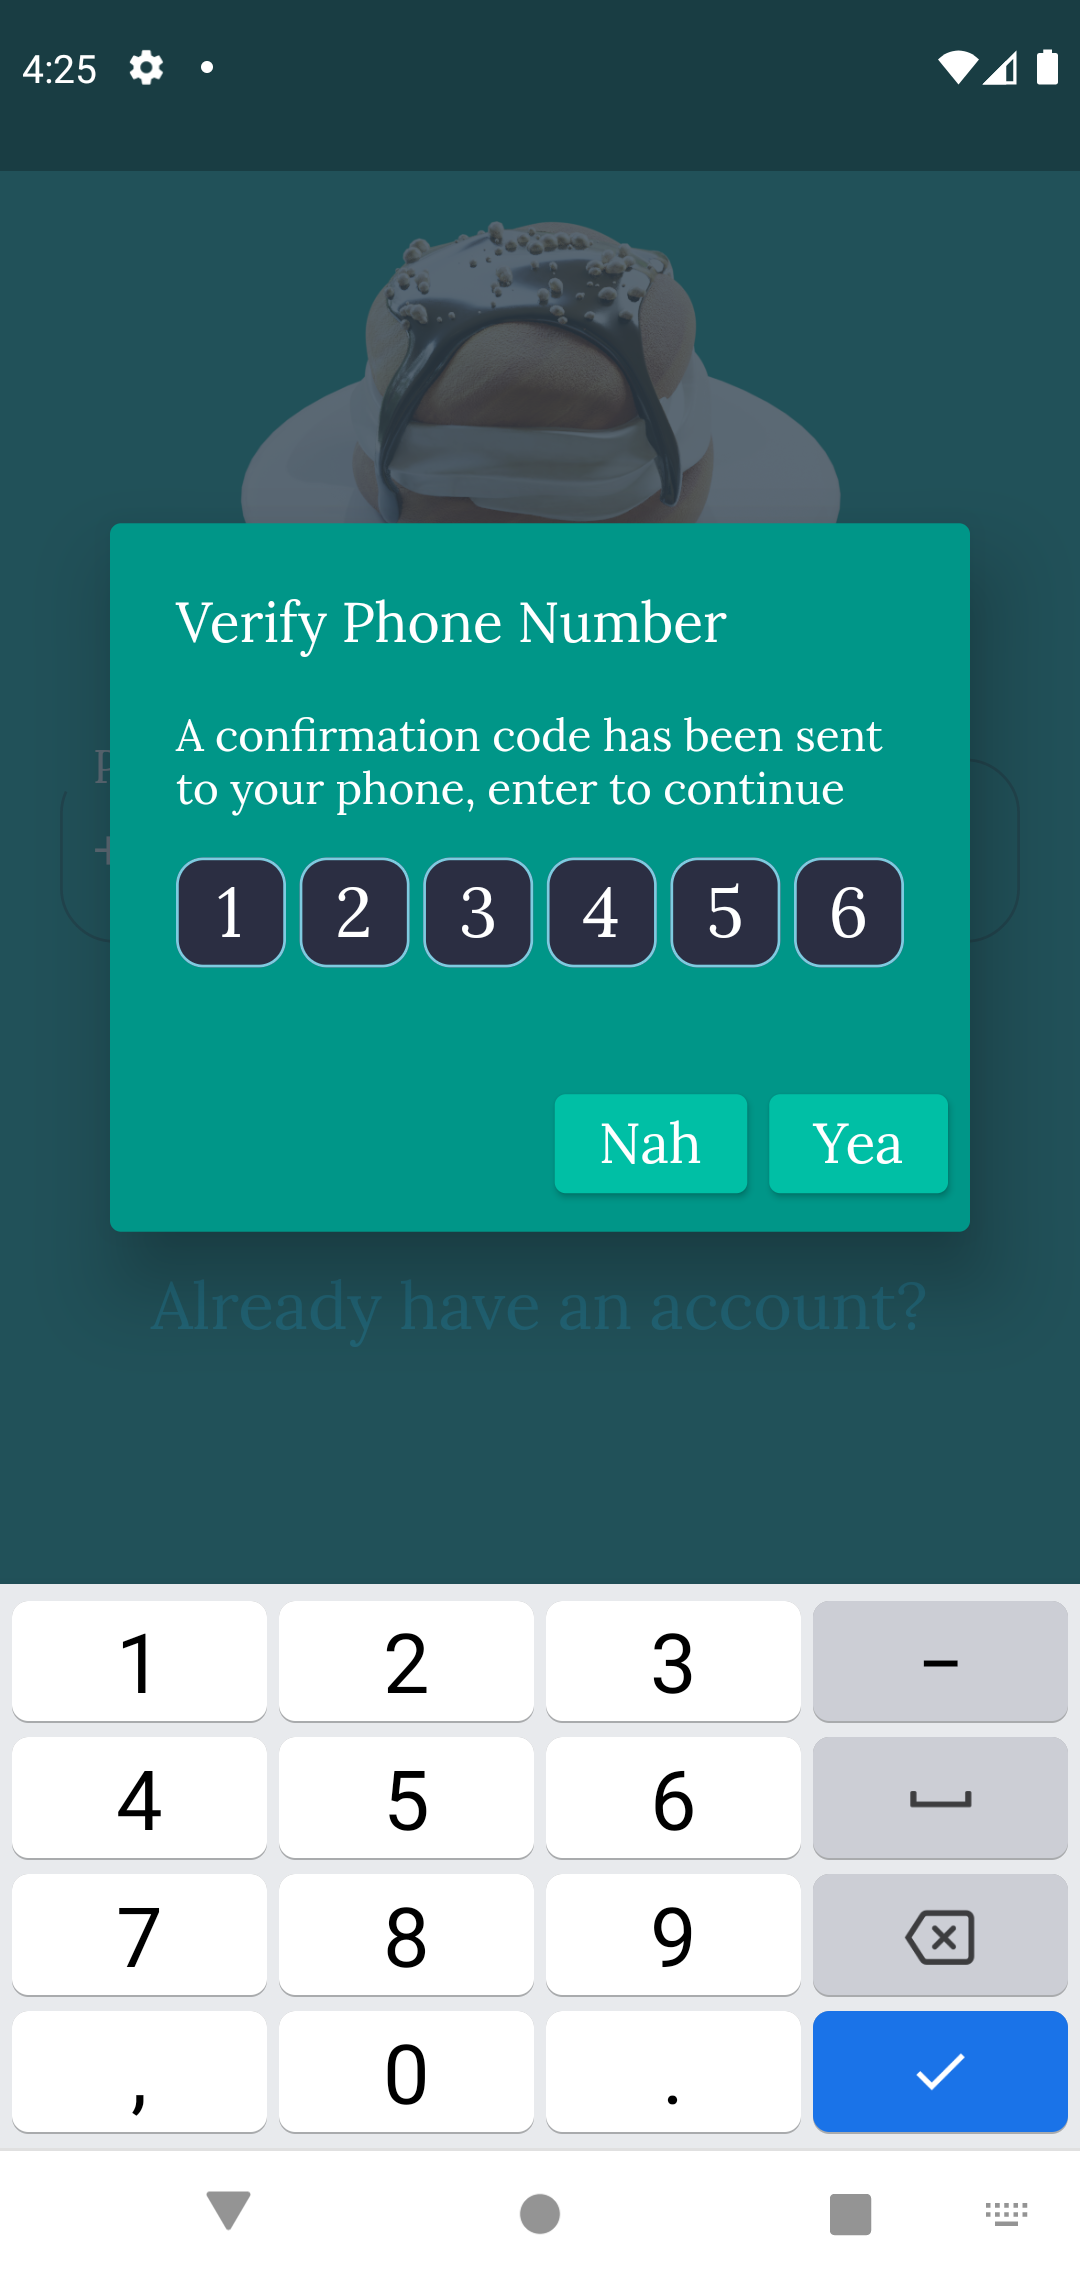 4:25
Verify Phone Number
A confirmation code has been sent
to your phone, enter to continue
1 2 3 4 5 6
Nah Yea
Already have an account?
1 2 3 –
4 5 6
7 8 9
, 0 .